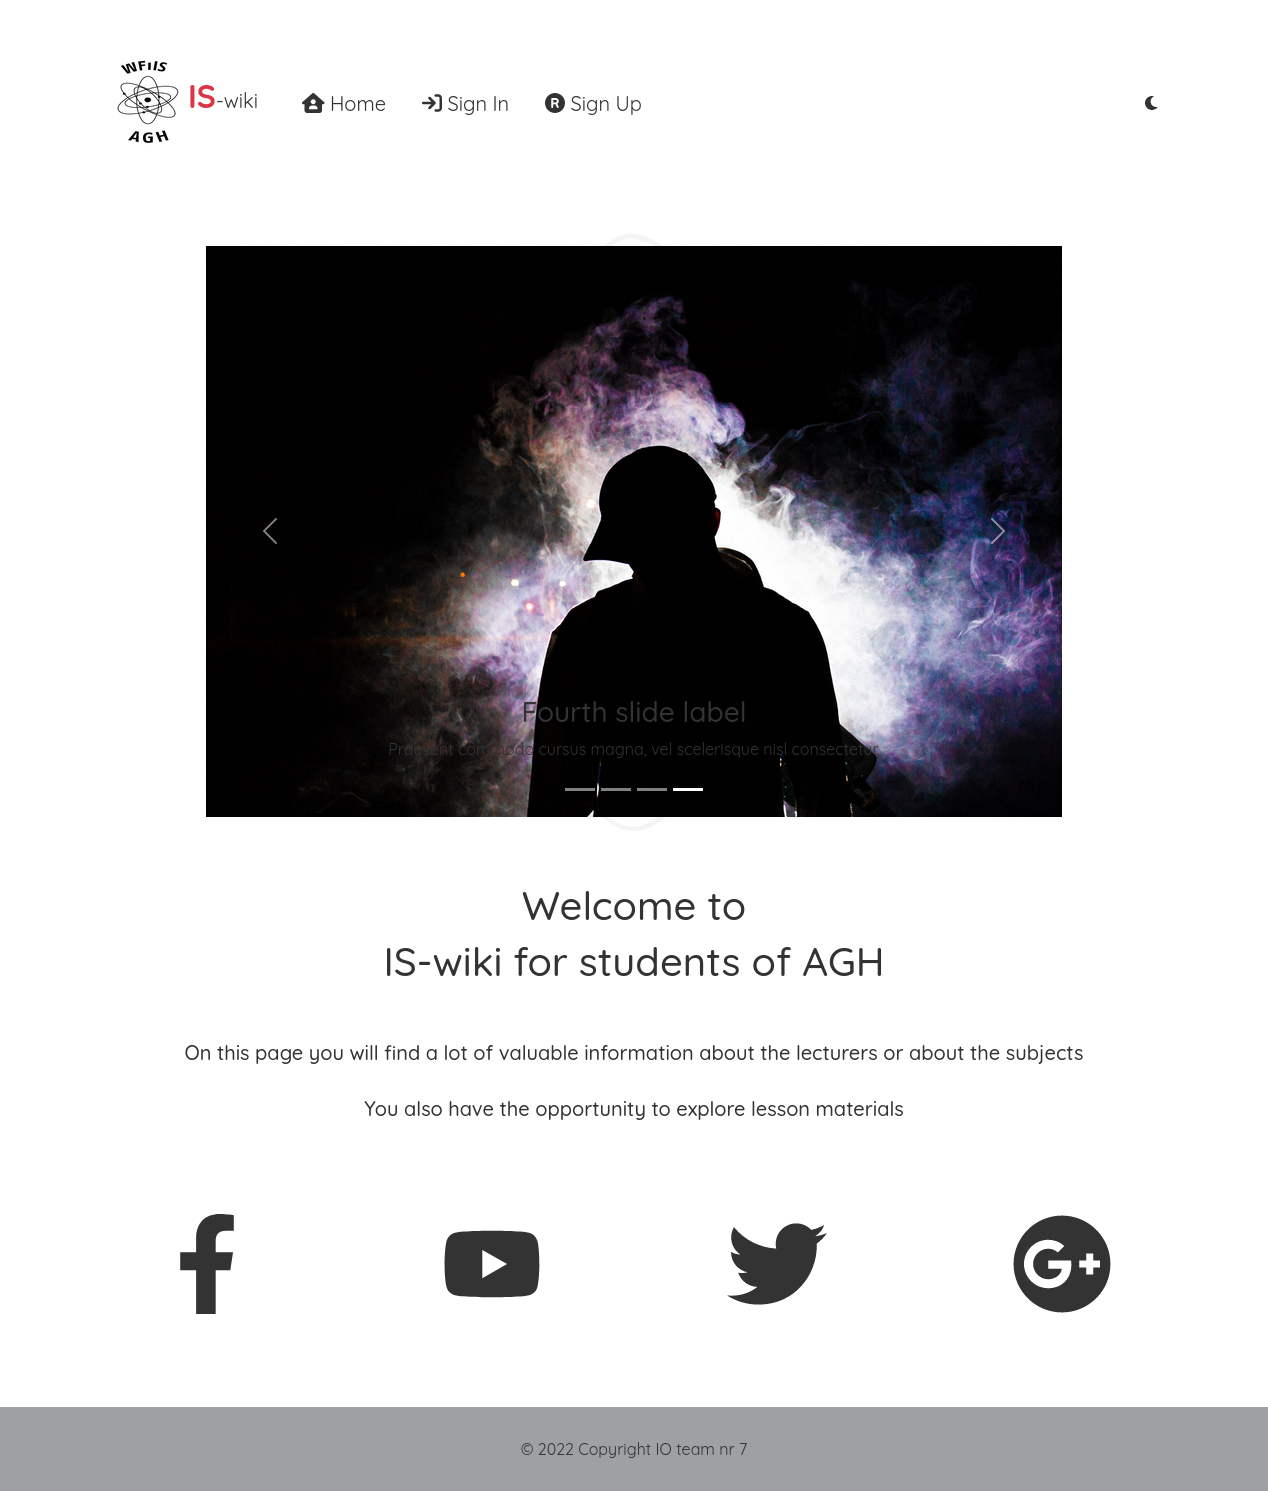 WFiIS
AGH
IS-wiki
Home
Sign In
Sign Up
Fourth slide label
Praesent commodo cursus magna, vel scelerisque nisl consectetur.
Welcome to
IS-wiki for students of AGH
On this page you will find a lot of valuable information about the lecturers or about the subjects
You also have the opportunity to explore lesson materials
© 2022 Copyright IO team nr 7